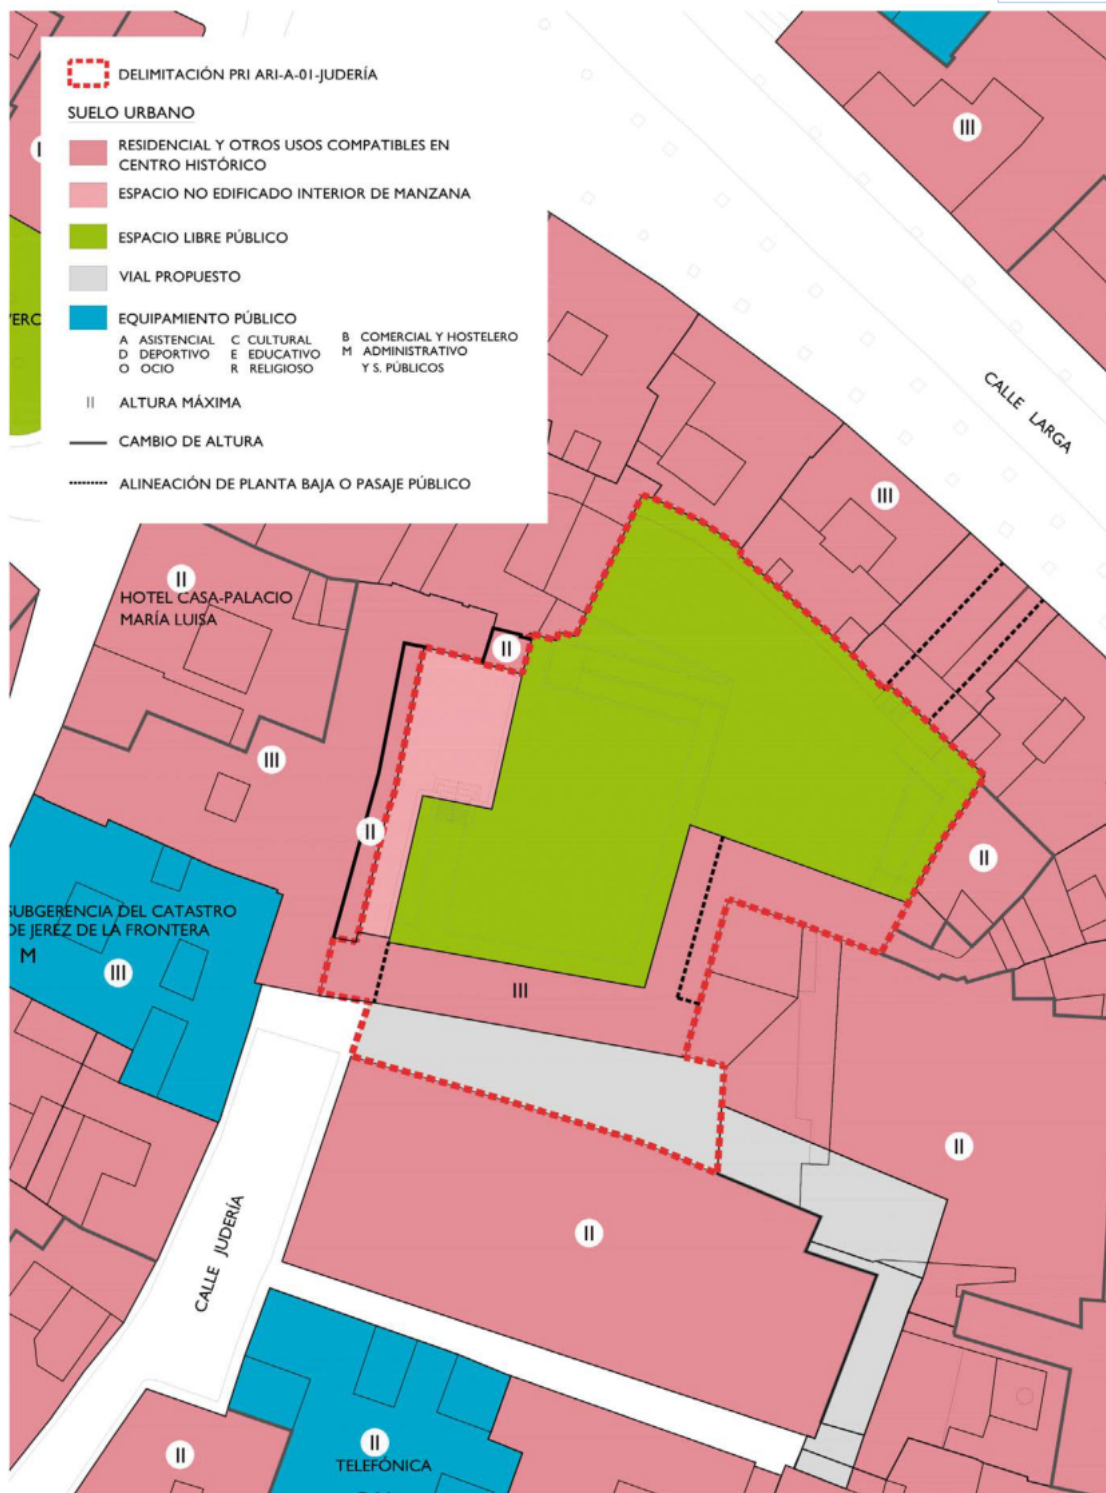 DELIMITACIÓN PRI ARI-A-01-JUDERÍA
SUELO URBANO
RESIDENCIAL Y OTROS USOS COMPATIBLES EN
CENTRO HISTÓRICO
ESPACIO NO EDIFICADO INTERIOR DE MANZANA
ESPACIO LIBRE PÚBLICO
VIAL PROPUESTO
EQUIPAMIENTO PÚBLICO
A ASISTENCIAL C CULTURAL B COMERCIAL Y HOSTELERO
D DEPORTIVO E EDUCATIVO M ADMINISTRATIVO
O OCIO R RELIGIOSO Y S. PÚBLICOS
II ALTURA MÁXIMA
CAMBIO DE ALTURA
ALINEACIÓN DE PLANTA BAJA O PASAJE PÚBLICO
III
CALLE LARGA
III
II
HOTEL CASA-PALACIO
MARÍA LUISA
II
III
II
II
SUBGERENCIA DEL CATASTRO
DE JERÉZ DE LA FRONTERA
M
III
III
II
II
CALLE JUDERÍA
II
II
TELEFÓNICA